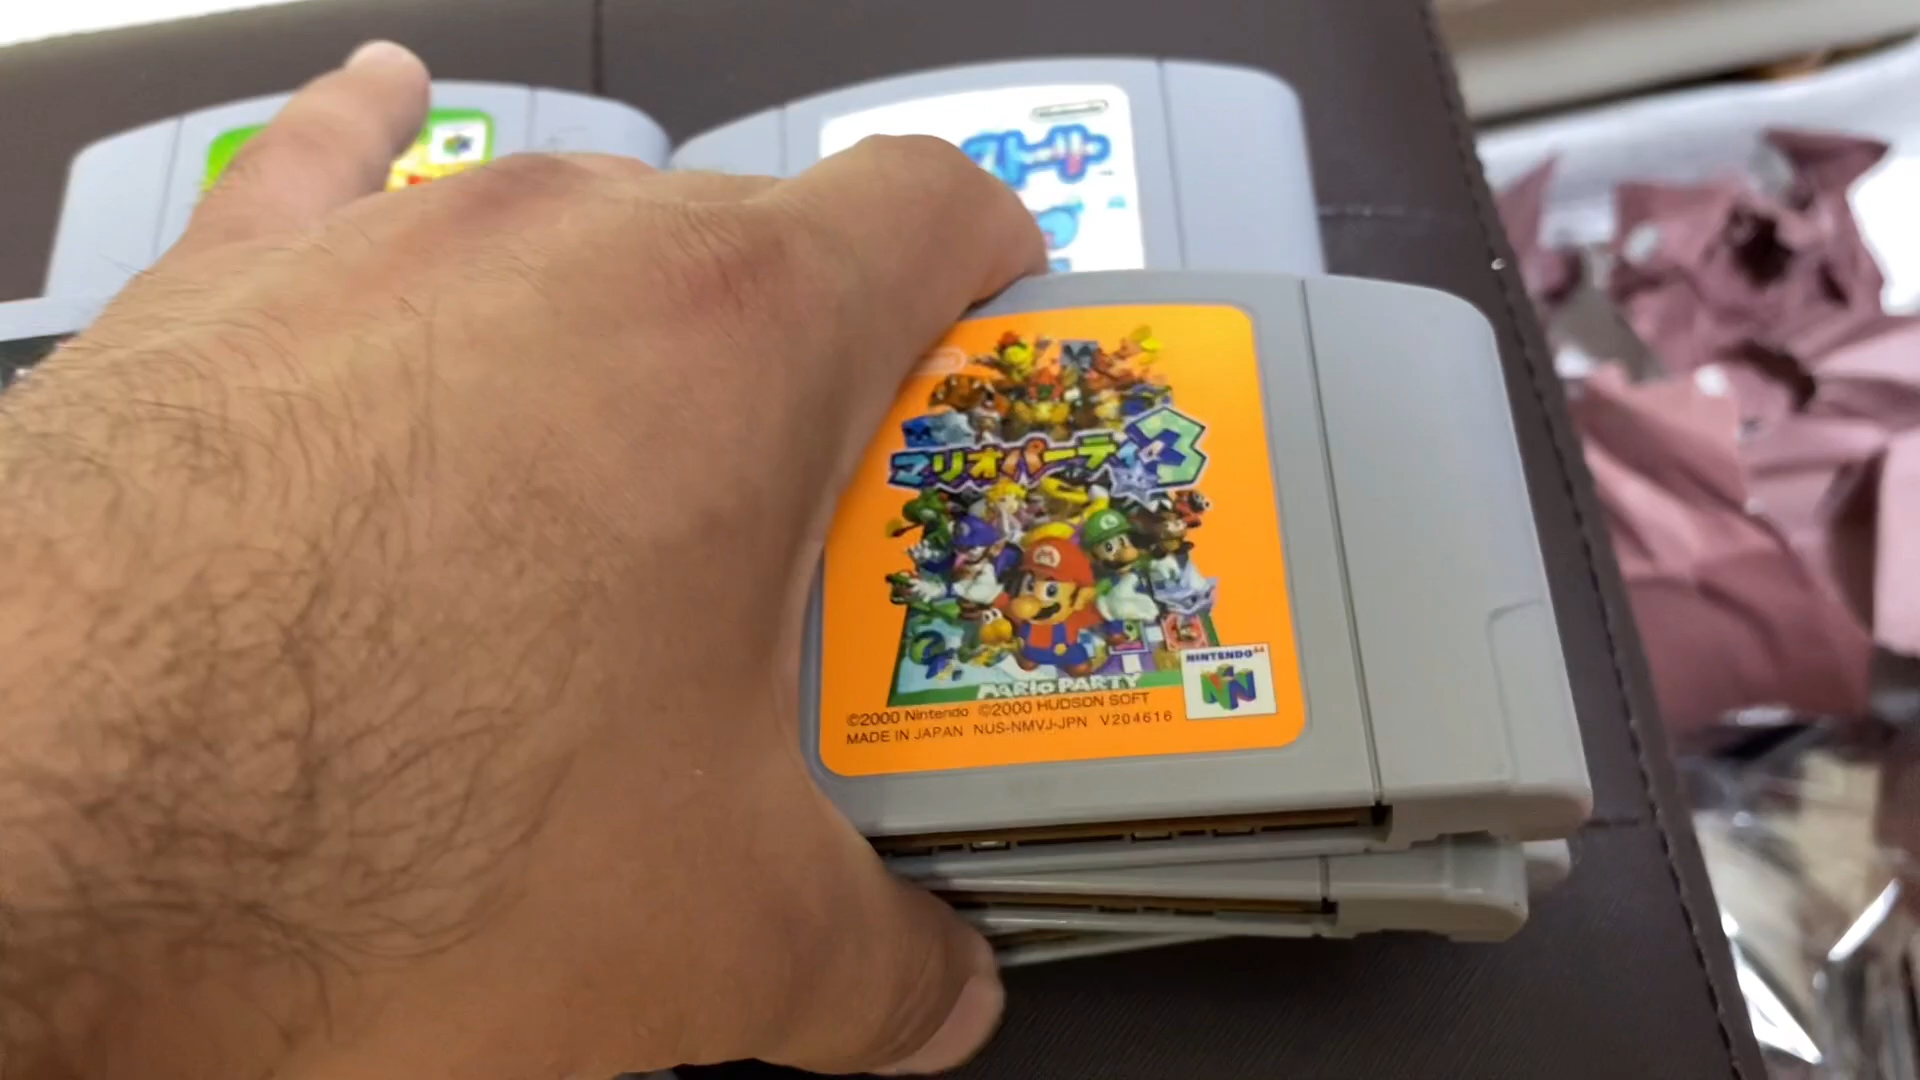 Nintendo
ストーリー
マリオパーティ3
MARIO PARTY
NINTENDO64
©2000 Nintendo ©2000 HUDSON SOFT
MADE IN JAPAN NUS-NMVJ-JPN V204616